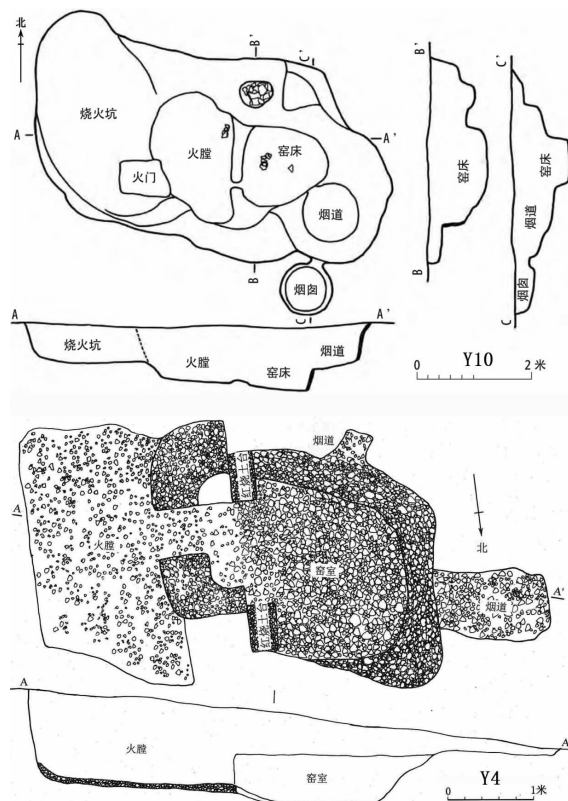 北
B'
C'
烧火坑
A
A'
火膛
窑床
火门
烟道
B
烟囱
C
A
A'
烧火坑
火膛
窑床
烟道
B'
窑床
B
C'
窑床
烟道
烟囱
C
0
Y10
2米
烟道
A
火膛
窑室
北
烟道
A'
A
A
火膛
窑室
Y4
0
1米